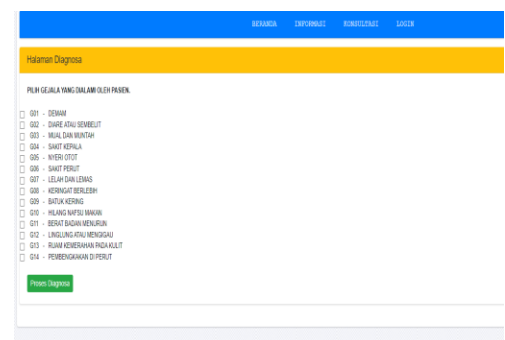 BERANDA INFORMASI KONSULTASI LOGIN
Halaman Diagnosa
PILIH GEJALA YANG DIALAMI OLEH PASIEN.
G01 - DEMAM
G02 - DIARE ATAU SEMBELIT
G03 - MUAL DAN MUNTAH
G04 - SAKIT KEPALA
G05 - NYERI OTOT
G06 - SAKIT PERUT
G07 - LELAH DAN LEMAS
G08 - KERINGAT BERLEBIH
G09 - BATUK KERING
G10 - HILANG NAFSU MAKAN
G11 - BERAT BADAN MENURUN
G12 - LINGLUNG ATAU MENGIGAU
G13 - RUAM KEMERAHAN PADA KULIT
G14 - PEMBENGKAKAN DI PERUT
Proses Diagnosa